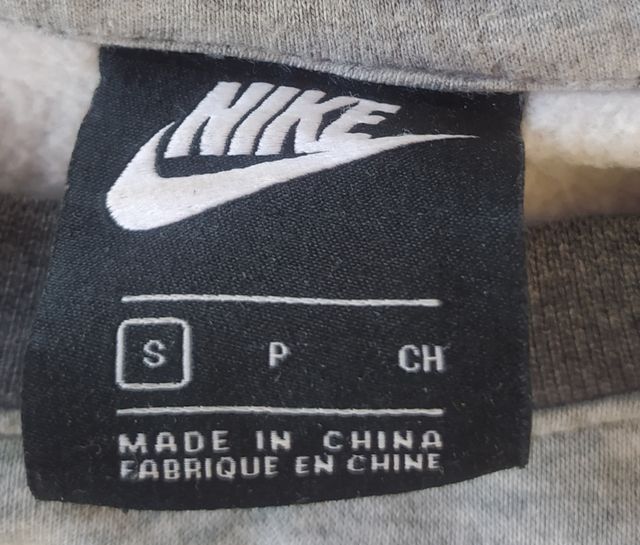 NIKE
S P CH
MADE IN CHINA
FABRIQUE EN CHINE